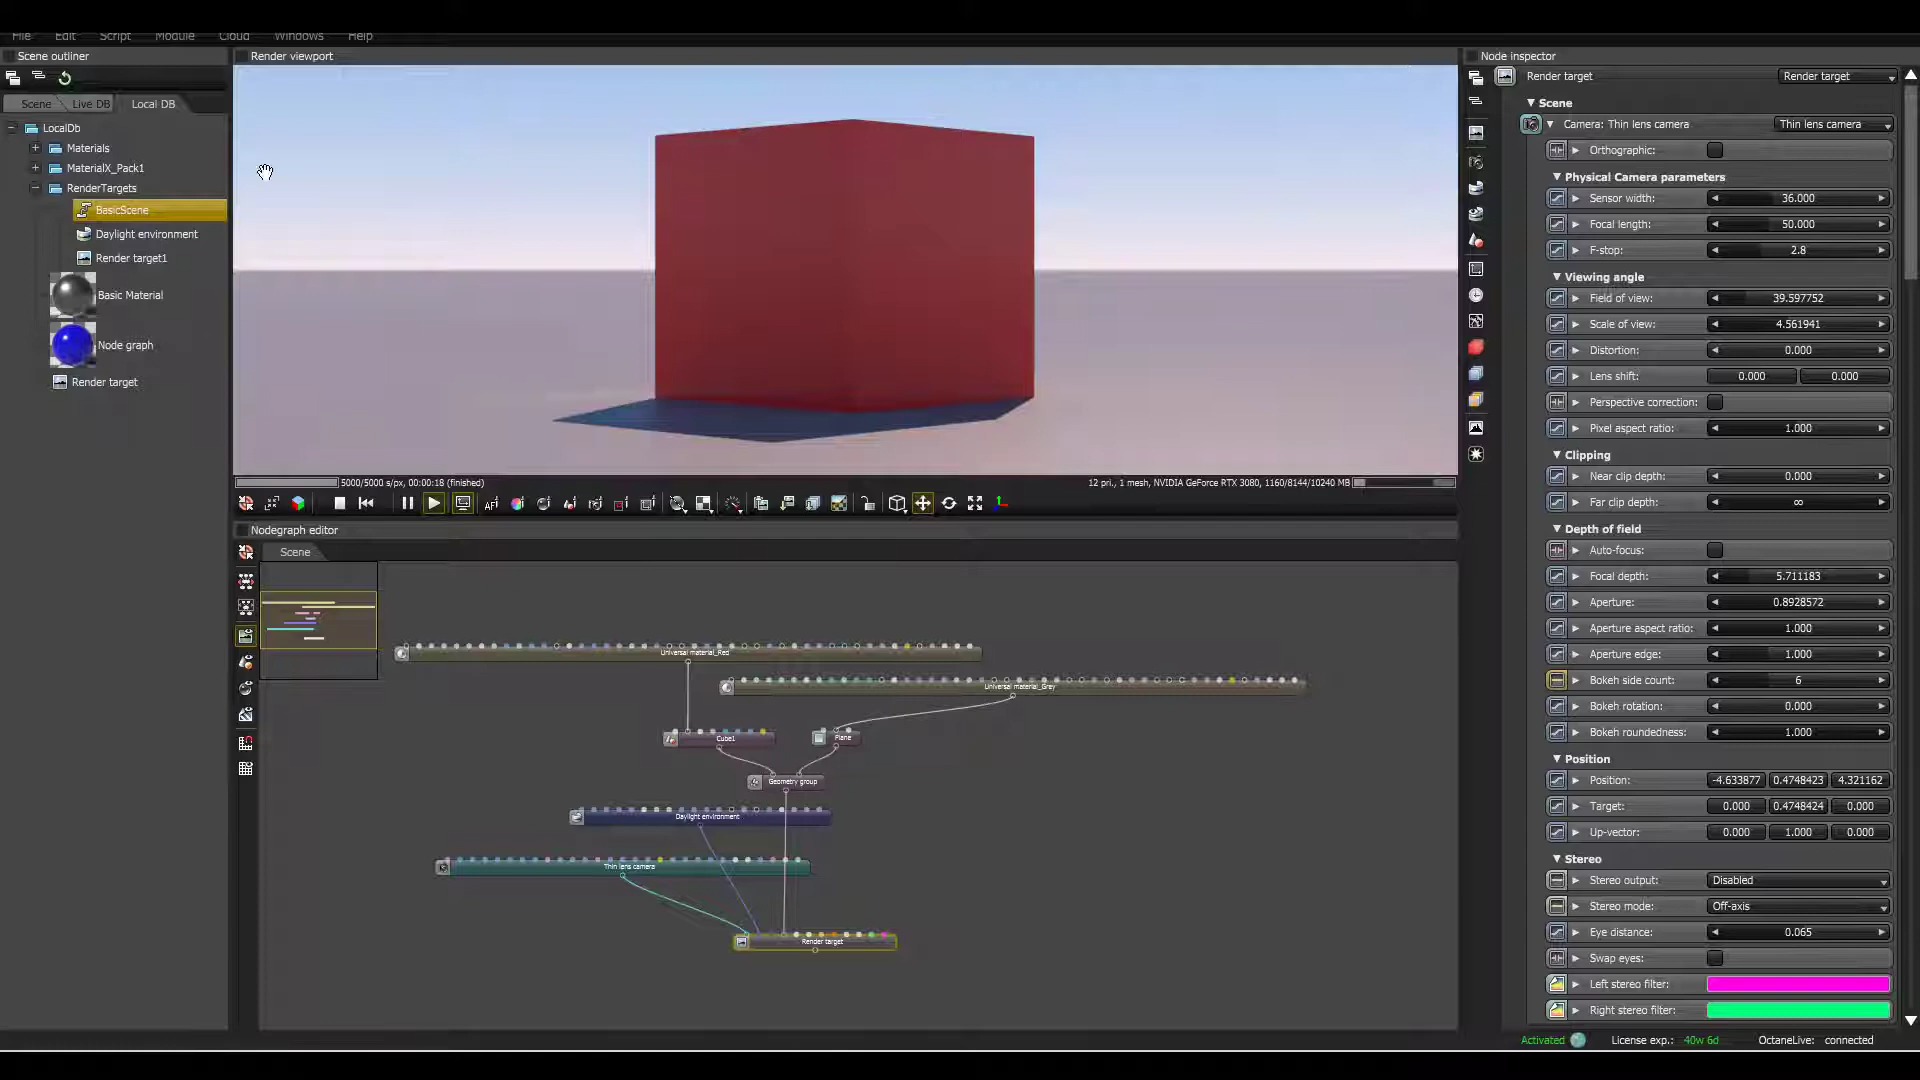 File Edit Script Module Cloud Windows Help
Scene outliner
Scene Live DB Local DB
LocalDb
Materials
MaterialX_Pack1
RenderTargets
BasicScene
Daylight environment
Render target1
Basic Material
Node graph
Render target
Render viewport
5000/5000 s/px, 00:00:18 (finished)
12 pri., 1 mesh, NVIDIA GeForce RTX 3080, 1160/8144/10240 MB
AF
Nodegraph editor
Scene
Universal material_Red
Universal material_Grey
Cube1
Plane
Geometry group
Daylight environment
Thin lens camera
Render target
Node inspector
Render target Render target
Scene
Camera: Thin lens camera Thin lens camera
Orthographic:
Physical Camera parameters
Sensor width: 36.000
Focal length: 50.000
F-stop: 2.8
Viewing angle
Field of view: 39.597752
Scale of view: 4.561941
Distortion: 0.000
Lens shift: 0.000 0.000
Perspective correction:
Pixel aspect ratio: 1.000
Clipping
Near clip depth: 0.000
Far clip depth: ∞
Depth of field
Auto-focus:
Focal depth: 5.711183
Aperture: 0.8928572
Aperture aspect ratio: 1.000
Aperture edge: 1.000
Bokeh side count: 6
Bokeh rotation: 0.000
Bokeh roundedness: 1.000
Position
Position: -4.633877 0.4748423 4.321162
Target: 0.000 0.4748424 0.000
Up-vector: 0.000 1.000 0.000
Stereo
Stereo output: Disabled
Stereo mode: Off-axis
Eye distance: 0.065
Swap eyes:
Left stereo filter:
Right stereo filter:
Activated License exp.: 40w 6d OctaneLive: connected